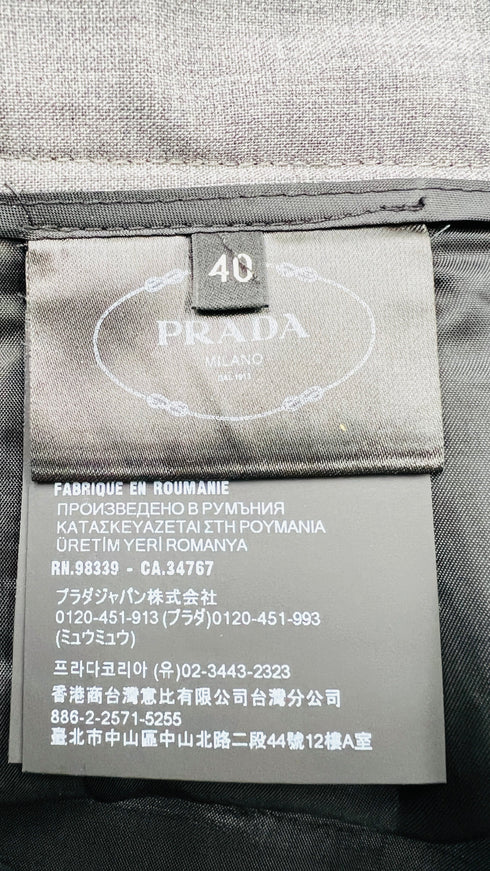 40
PRADA
MILANO
DAL 1913
FABRIQUE EN ROUMANIE
ПРОИЗВЕДЕНО В РУМЪНИЯ
ΚΑΤΑΣΚΕΥΑΖΕΤΑΙ ΣΤΗ ΡΟΥΜΑΝΙΑ
ÜRETİM YERİ ROMANYA
RN.98339 - CA.34767
プラダジャパン株式会社
0120-451-913 (プラダ)0120-451-993
(ミュウミュウ)
프라다코리아 (유)02-3443-2323
香港商台灣意比有限公司台灣分公司
886-2-2571-5255
臺北市中山區中山北路二段44號12樓A室